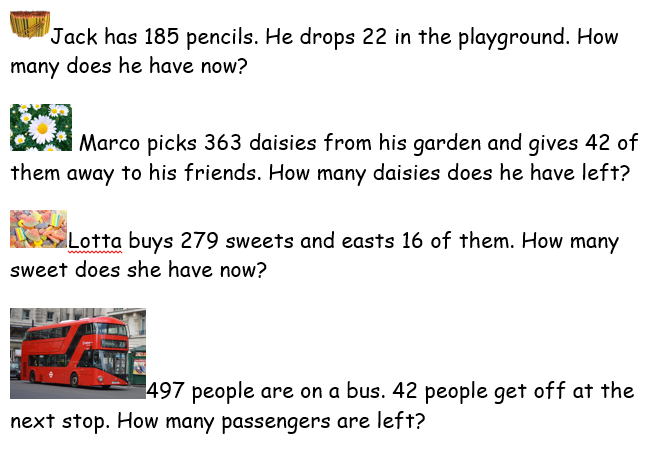 Jack has 185 pencils. He drops 22 in the playground. How
many does he have now?
Marco picks 363 daisies from his garden and gives 42 of
them away to his friends. How many daisies does he have left?
Lotta buys 279 sweets and easts 16 of them. How many
sweet does she have now?
497 people are on a bus. 42 people get off at the
next stop. How many passengers are left?